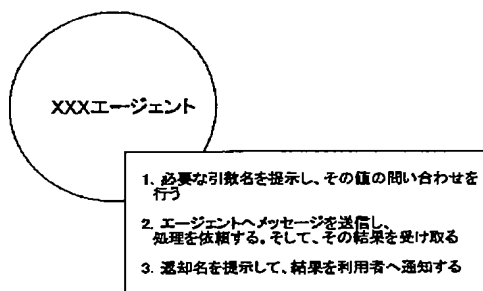 XXXエージェント
1. 必要な引数名を提示し、その値の問い合わせを
行う
2. エージェントへメッセージを送信し、
処理を依頼する。そして、その結果を受け取る
3. 返却名を提示して、結果を利用者へ通知する